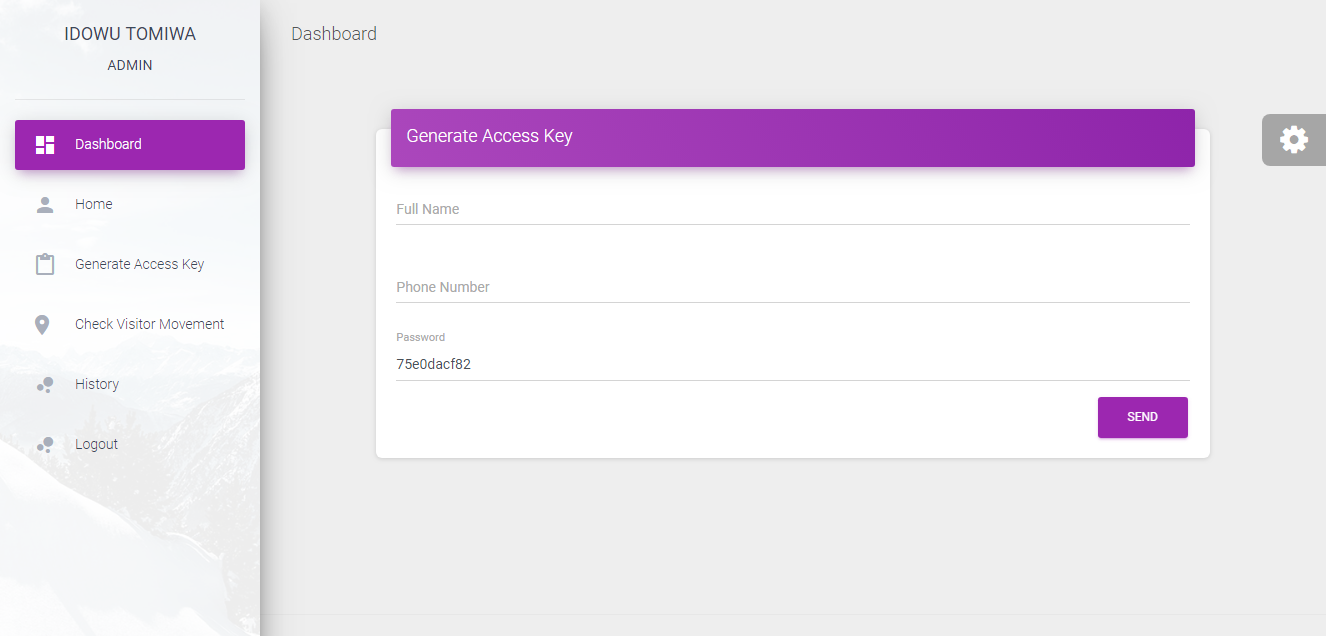 IDOWU TOMIWA
ADMIN
Dashboard
Home
Generate Access Key
Check Visitor Movement
History
Logout
Dashboard
Generate Access Key
Full Name
Phone Number
Password
75e0dacf82
SEND